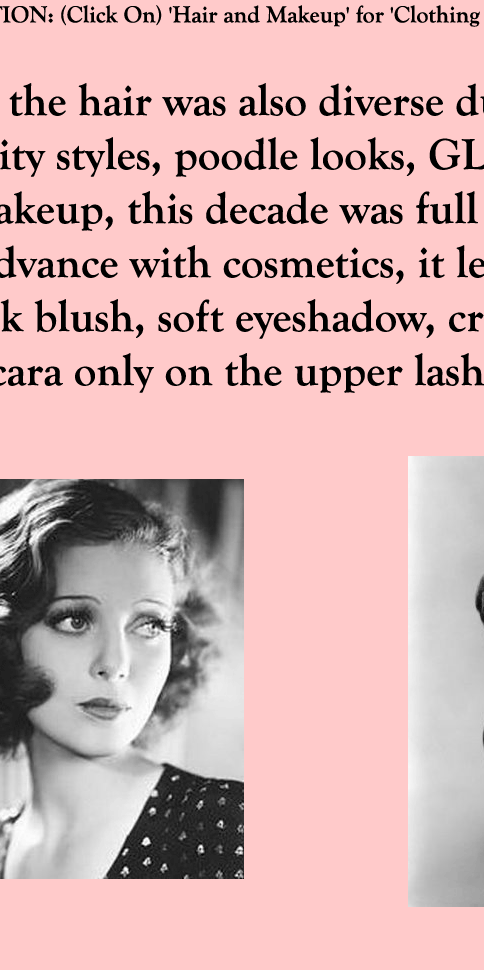 TION: (Click On) 'Hair and Makeup' for 'Clothing
the hair was also diverse du
ity styles, poodle looks, GL
akeup, this decade was full
dvance with cosmetics, it le
k blush, soft eyeshadow, cr
cara only on the upper lash